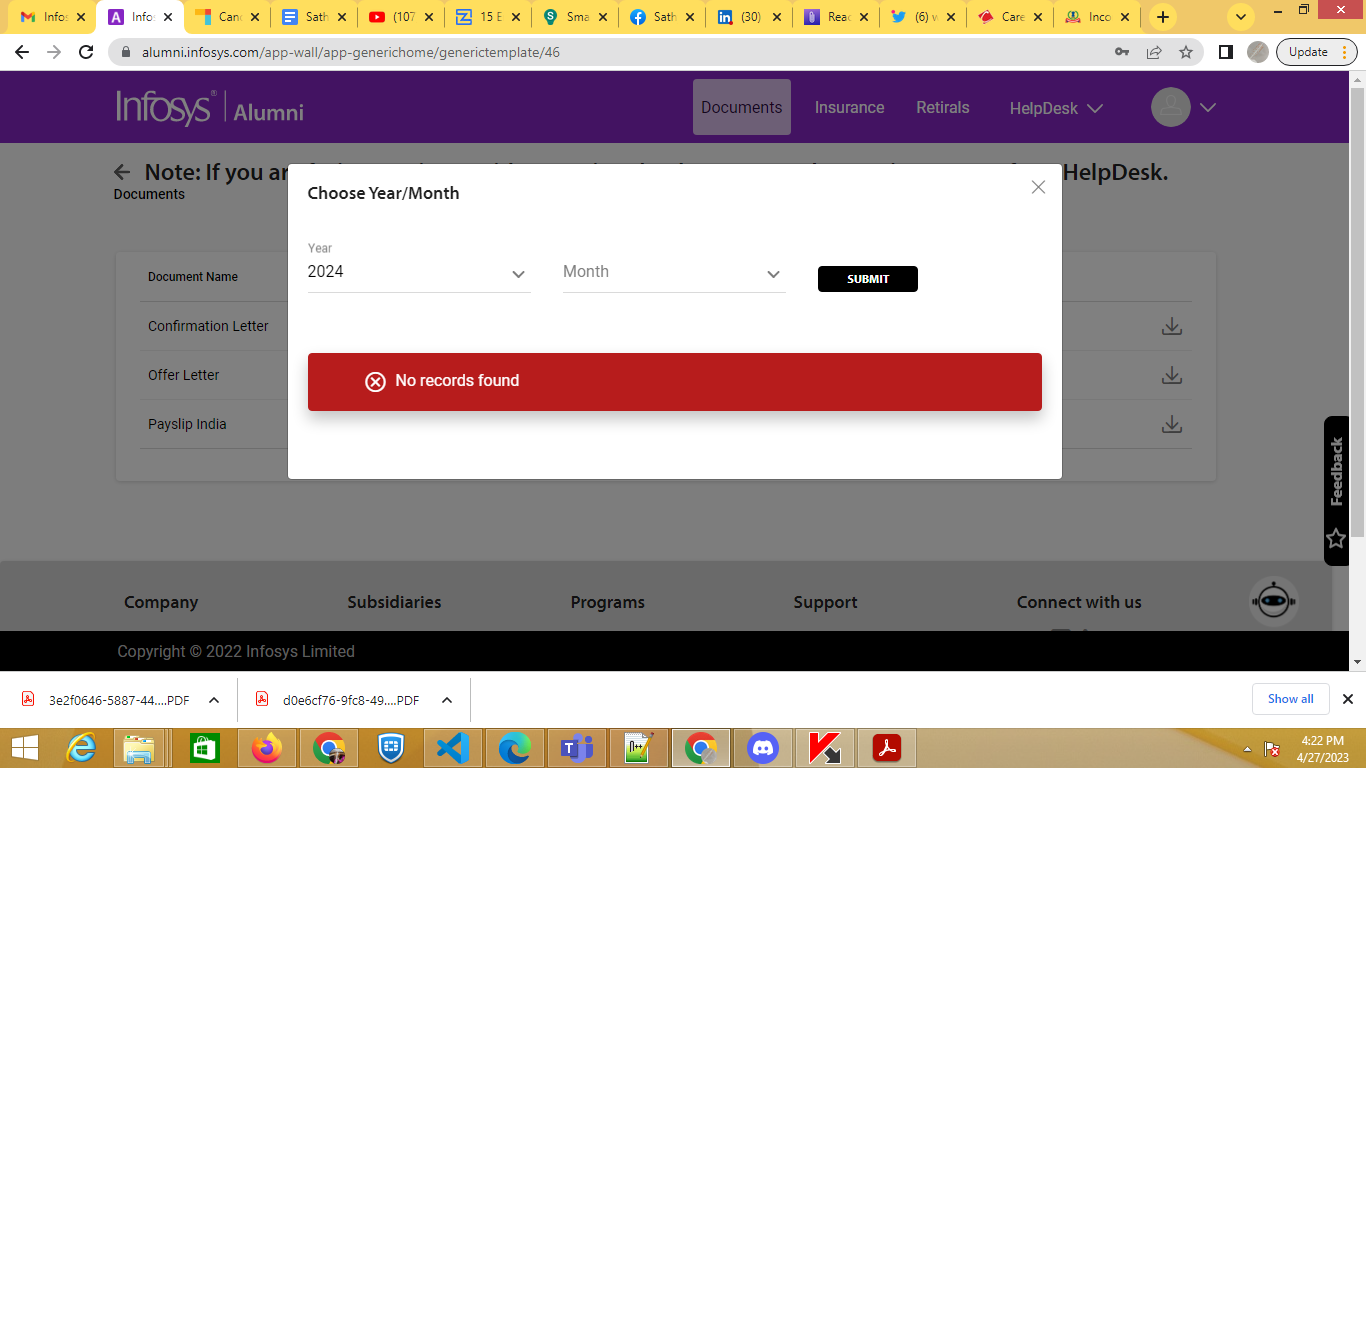 Infos
Infos
Canc
Sath
(107
15 E
Sma
Sath
(30)
Reac
(6)
Care
Inco
alumni.infosys.com/app-wall/app-generichome/generictemplate/46
Update
Infosys® | Alumni
Documents
Insurance
Retirals
HelpDesk
Note: If you ar
HelpDesk.
Documents
Choose Year/Month
Year
2024
Month
SUBMIT
No records found
Document Name
Confirmation Letter
Offer Letter
Payslip India
Feedback
Company
Subsidiaries
Programs
Support
Connect with us
Copyright © 2022 Infosys Limited
3e2f0646-5887-44....PDF
d0e6cf76-9fc8-49....PDF
Show all
4:22 PM
4/27/2023